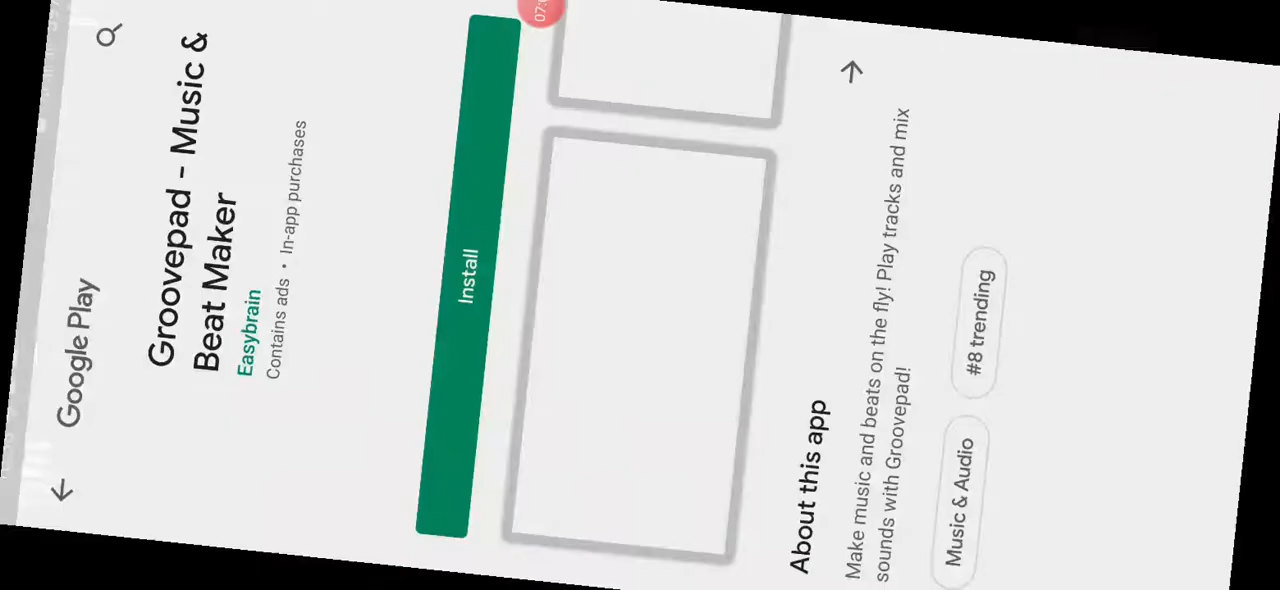 Google Play
Groovepad - Music &
Beat Maker
Easybrain
Contains ads • In-app purchases
Install
07:
About this app
Make music and beats on the fly! Play tracks and mix
sounds with Groovepad!
Music & Audio
#8 trending